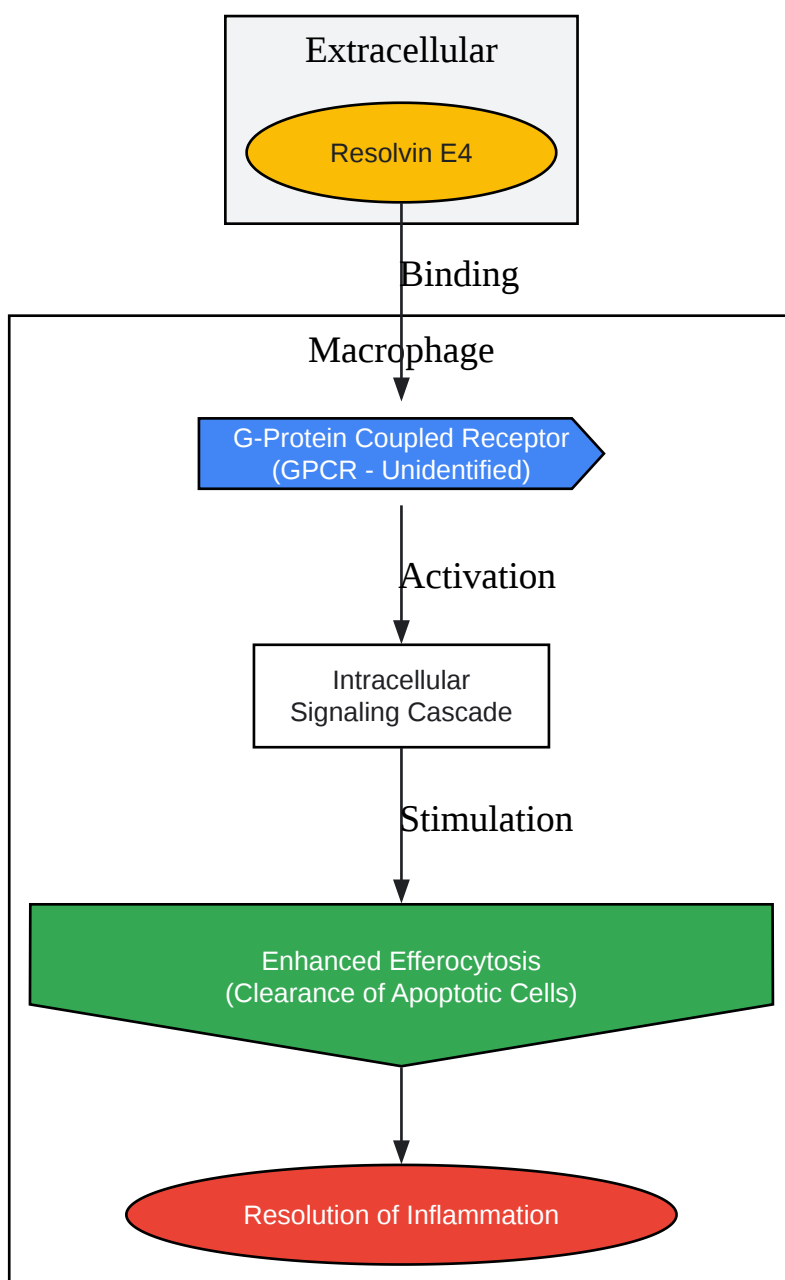 Extracellular
Resolvin E4
Binding
Macrophage
G-Protein Coupled Receptor
(GPCR - Unidentified)
Activation
Intracellular
Signaling Cascade
Stimulation
Enhanced Efferocytosis
(Clearance of Apoptotic Cells)
Resolution of Inflammation